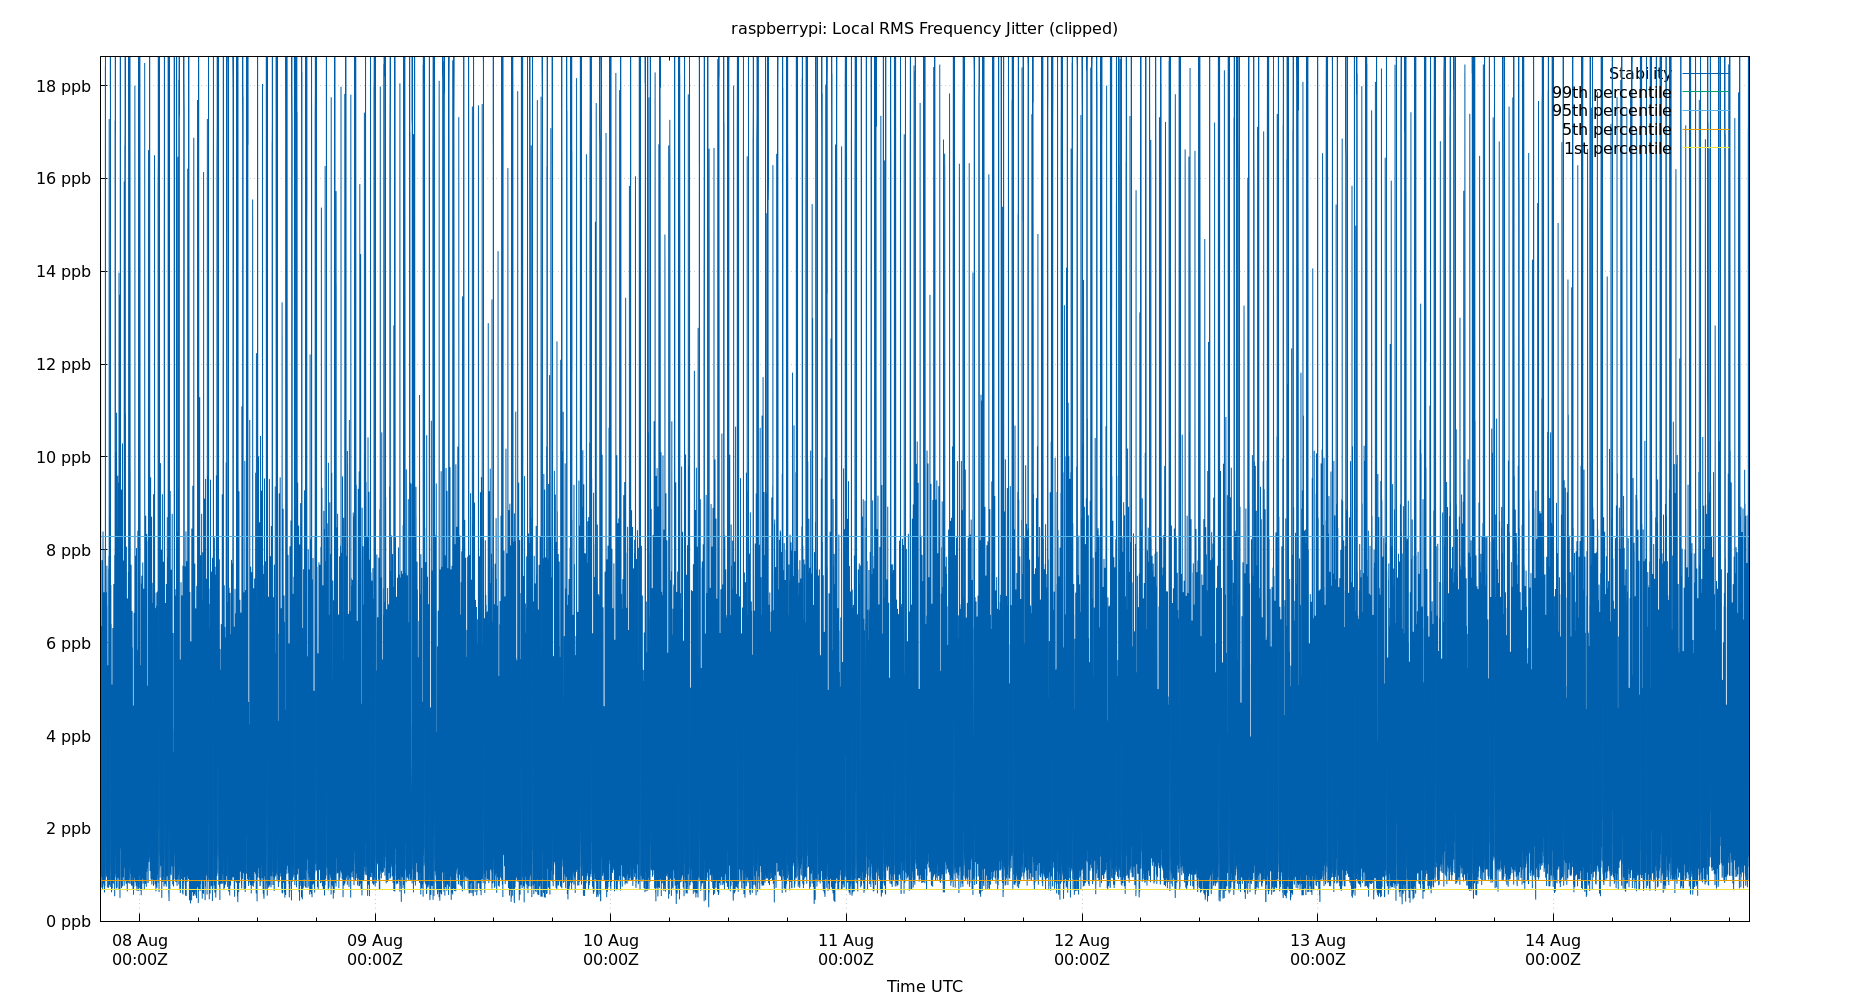 raspberrypi: Local RMS Frequency Jitter (clipped)
Stability
99th percentile
95th percentile
5th percentile
1st percentile
18 ppb
16 ppb
14 ppb
12 ppb
10 ppb
8 ppb
6 ppb
4 ppb
2 ppb
0 ppb
08 Aug 09 Aug 10 Aug 11 Aug 12 Aug 13 Aug 14 Aug
00:00Z 00:00Z 00:00Z 00:00Z 00:00Z 00:00Z 00:00Z
Time UTC